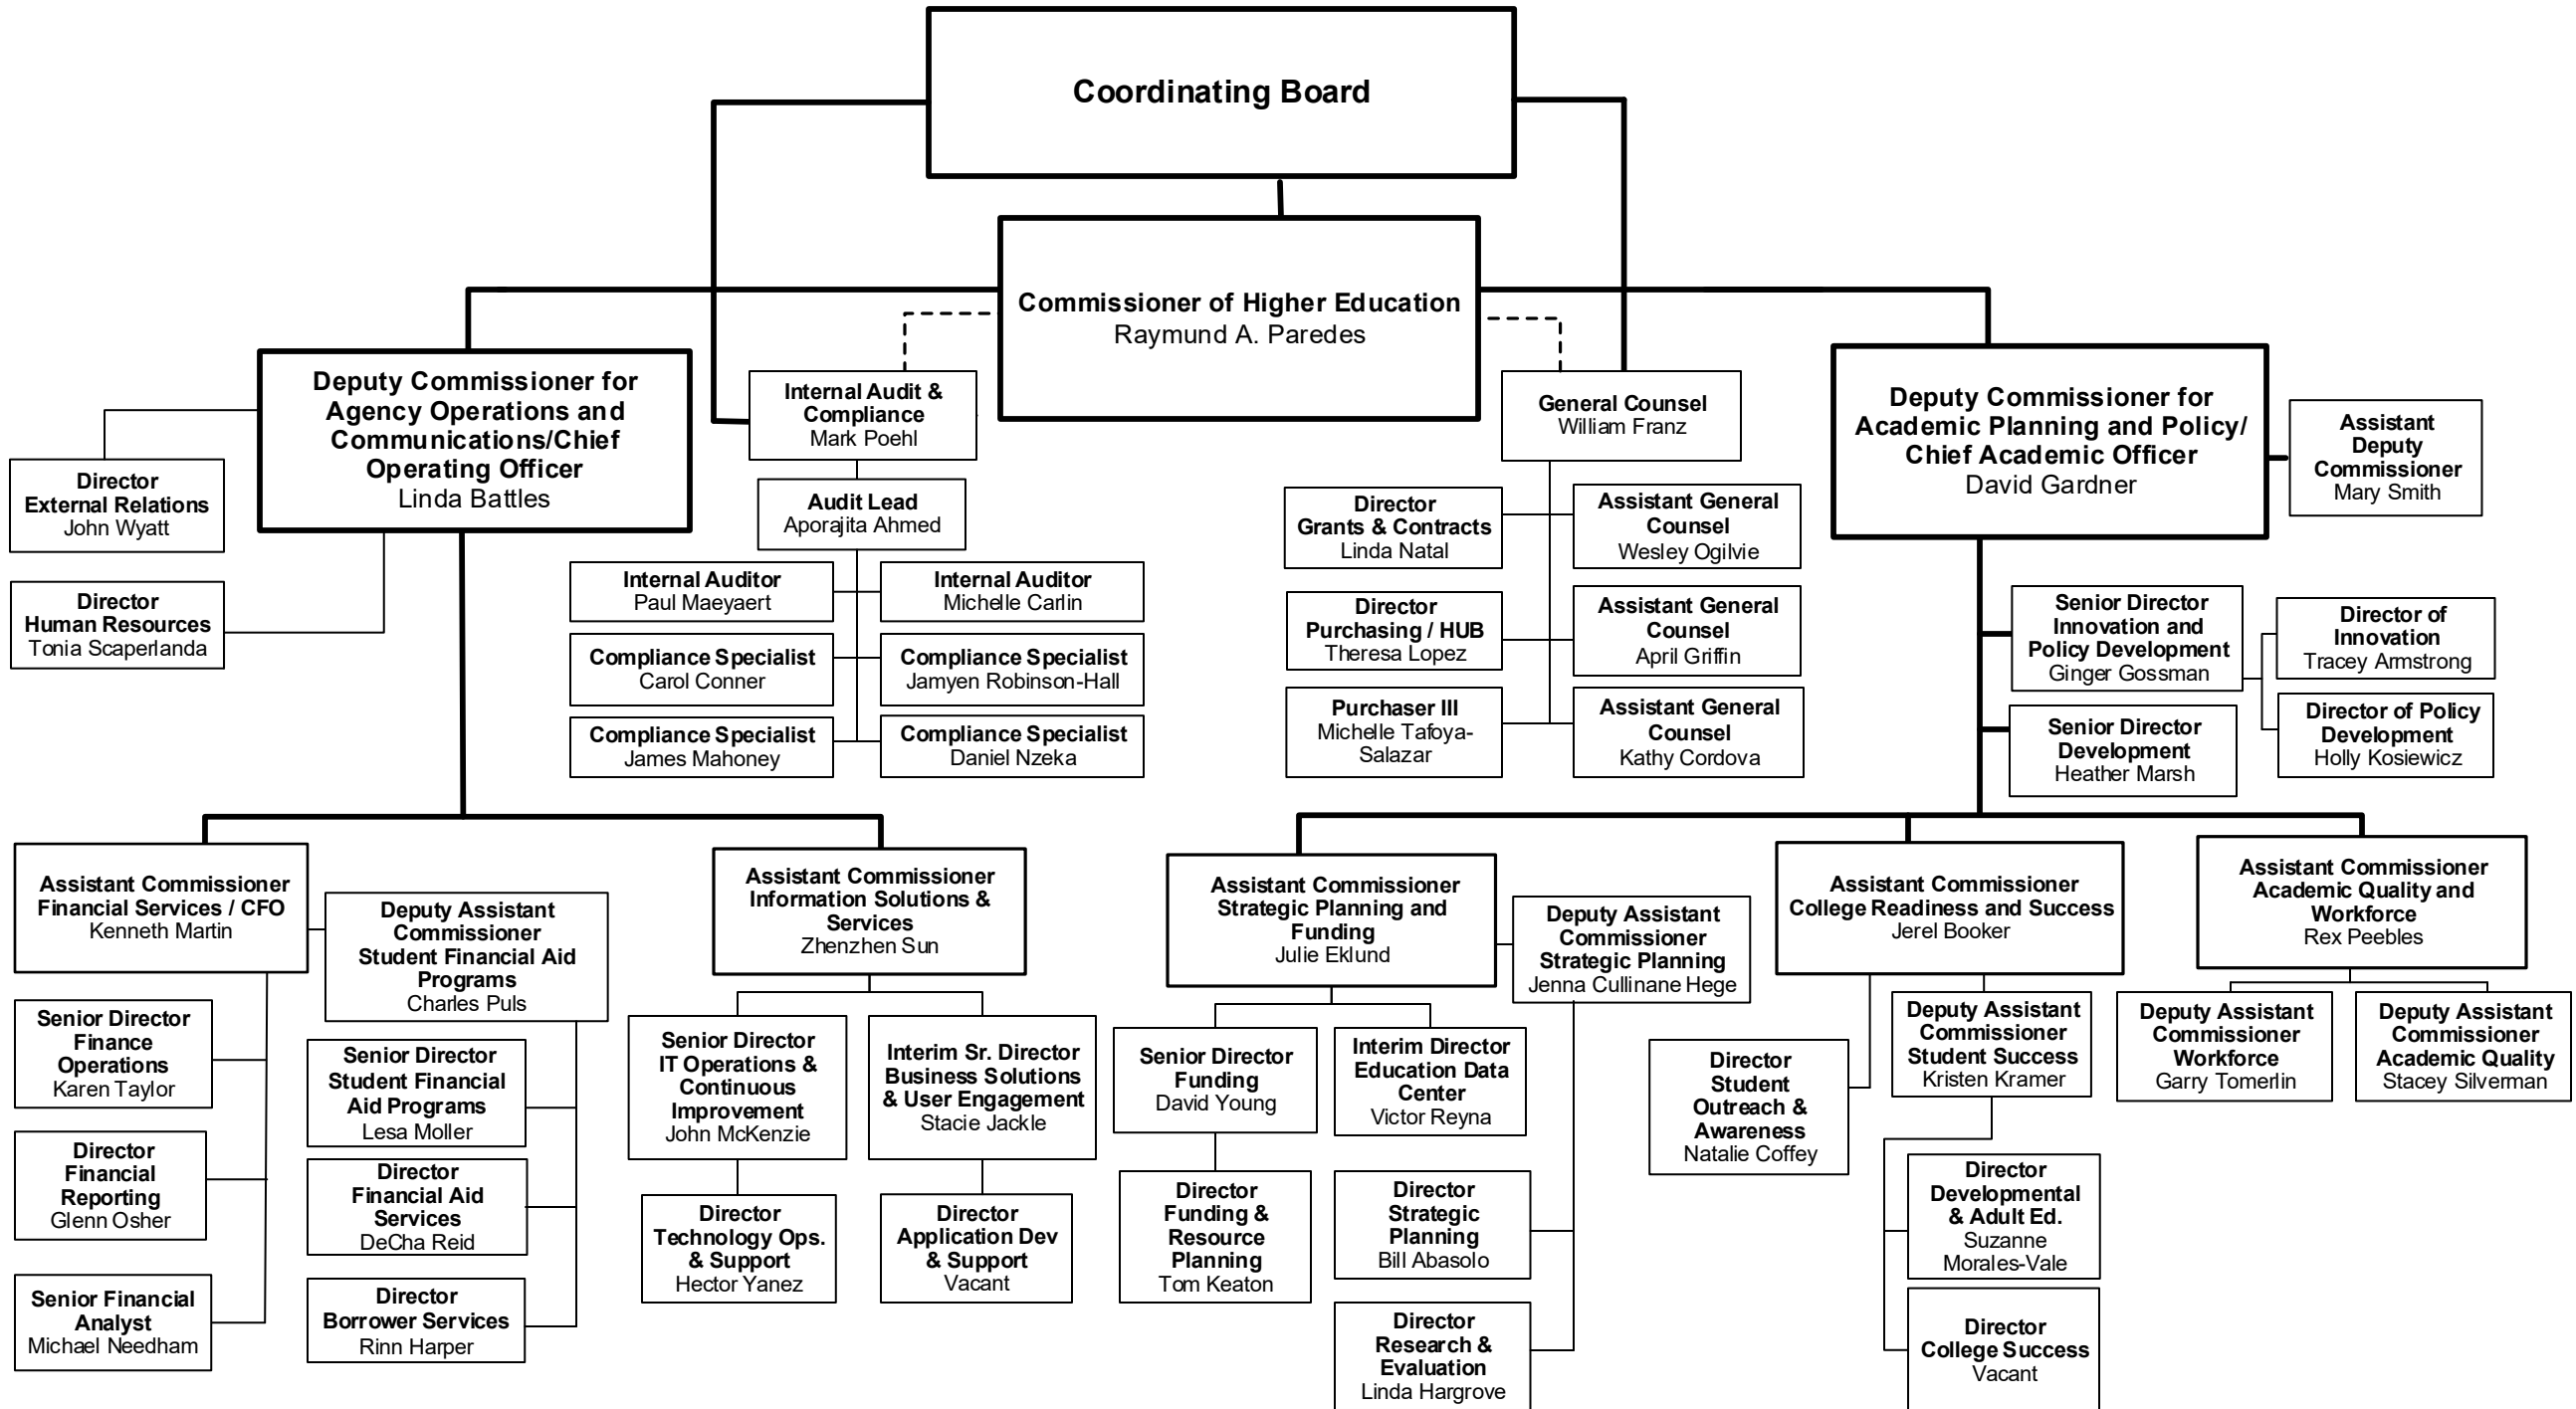 Coordinating Board
Commissioner of Higher Education
Raymund A. Paredes
Deputy Commissioner for
Agency Operations and
Communications/Chief
Operating Officer
Linda Battles
Internal Audit &
Compliance
Mark Poehl
General Counsel
William Franz
Deputy Commissioner for
Academic Planning and Policy/
Chief Academic Officer
David Gardner
Assistant
Deputy
Commissioner
Mary Smith
Director
External Relations
John Wyatt
Director
Human Resources
Tonia Scaperlanda
Audit Lead
Aporajita Ahmed
Internal Auditor
Paul Maeyaert
Internal Auditor
Michelle Carlin
Compliance Specialist
Carol Conner
Compliance Specialist
Jamyen Robinson-Hall
Compliance Specialist
James Mahoney
Compliance Specialist
Daniel Nzeka
Director
Grants & Contracts
Linda Natal
Assistant General
Counsel
Wesley Ogilvie
Director
Purchasing / HUB
Theresa Lopez
Assistant General
Counsel
April Griffin
Purchaser III
Michelle Tafoya-
Salazar
Assistant General
Counsel
Kathy Cordova
Senior Director
Innovation and
Policy Development
Ginger Gossman
Director of
Innovation
Tracey Armstrong
Director of Policy
Development
Holly Kosiewicz
Senior Director
Development
Heather Marsh
Assistant Commissioner
Financial Services / CFO
Kenneth Martin
Deputy Assistant
Commissioner
Student Financial Aid
Programs
Charles Puls
Senior Director
Finance
Operations
Karen Taylor
Director
Financial
Reporting
Glenn Osher
Senior Financial
Analyst
Michael Needham
Senior Director
Student Financial
Aid Programs
Lesa Moller
Director
Financial Aid
Services
DeCha Reid
Director
Borrower Services
Rinn Harper
Assistant Commissioner
Information Solutions &
Services
Zhenzhen Sun
Senior Director
IT Operations &
Continuous
Improvement
John McKenzie
Interim Sr. Director
Business Solutions
& User Engagement
Stacie Jackle
Director
Technology Ops.
& Support
Hector Yanez
Director
Application Dev
& Support
Vacant
Assistant Commissioner
Strategic Planning and
Funding
Julie Eklund
Deputy Assistant
Commissioner
Strategic Planning
Jenna Cullinane Hege
Senior Director
Funding
David Young
Interim Director
Education Data
Center
Victor Reyna
Director
Funding &
Resource
Planning
Tom Keaton
Director
Strategic
Planning
Bill Abasolo
Director
Research &
Evaluation
Linda Hargrove
Assistant Commissioner
College Readiness and Success
Jerel Booker
Director
Student
Outreach &
Awareness
Natalie Coffey
Deputy Assistant
Commissioner
Student Success
Kristen Kramer
Director
Developmental
& Adult Ed.
Suzanne
Morales-Vale
Director
College Success
Vacant
Assistant Commissioner
Academic Quality and
Workforce
Rex Peebles
Deputy Assistant
Commissioner
Workforce
Garry Tomerlin
Deputy Assistant
Commissioner
Academic Quality
Stacey Silverman